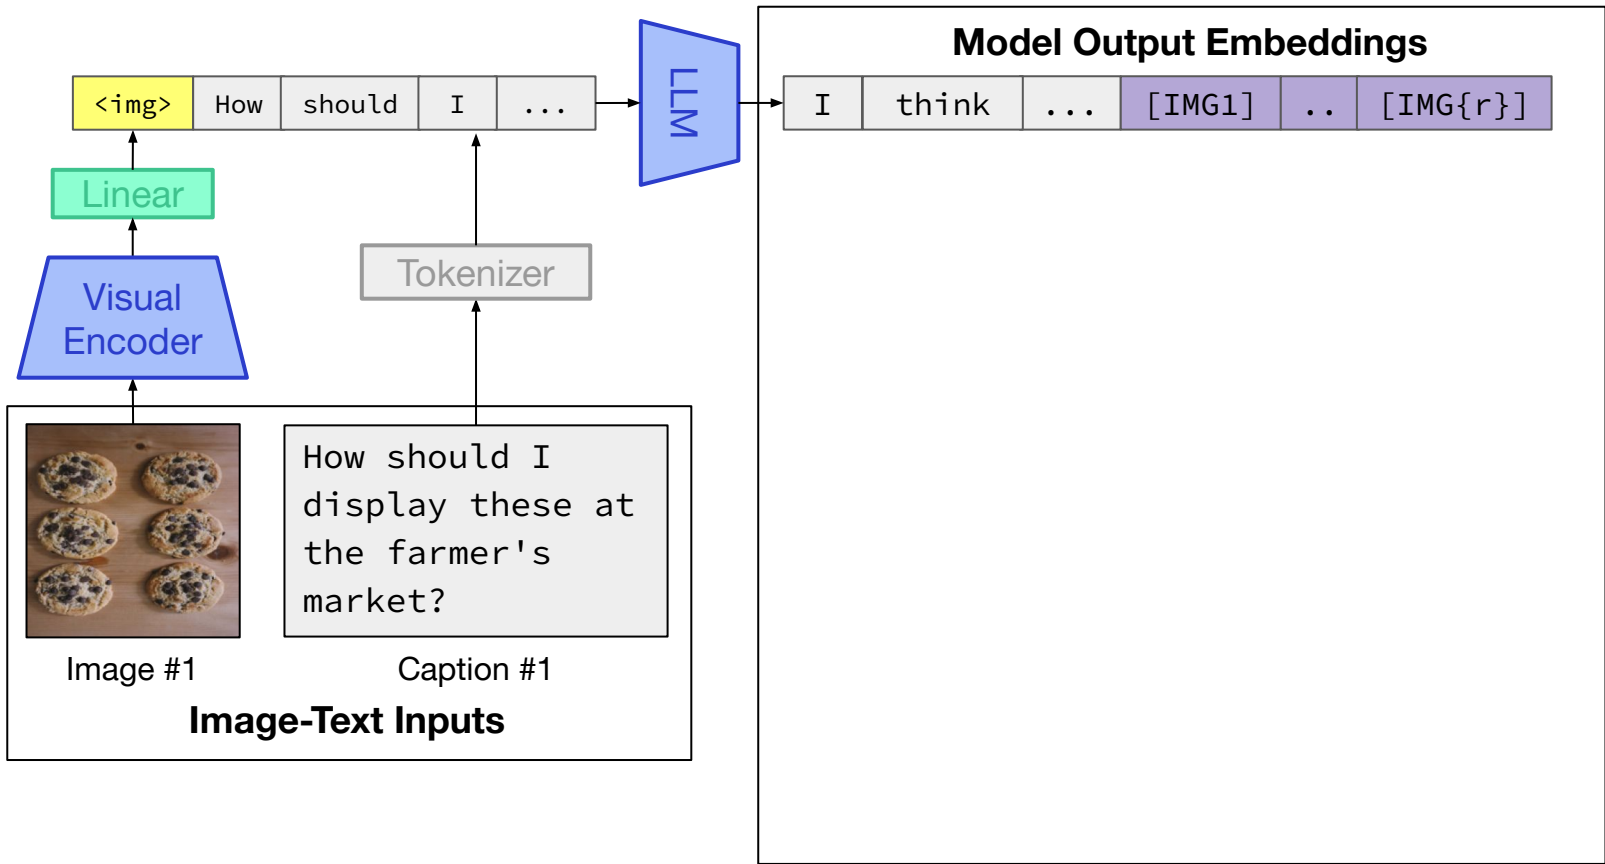 Model Output Embeddings
<img> How should I ...
LLM
I think ... [IMG1] .. [IMG{r}]
Linear
Tokenizer
Visual
Encoder
How should I
display these at
the farmer's
market?
Image #1
Caption #1
Image-Text Inputs